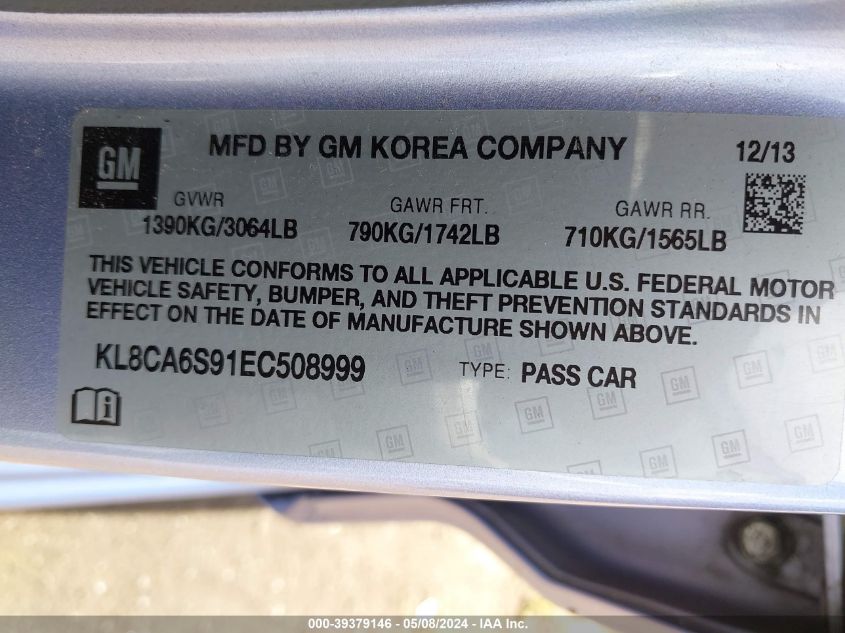 GM
MFD BY GM KOREA COMPANY 12/13
GVWR GAWR FRT. GAWR RR.
1390KG/3064LB 790KG/1742LB 710KG/1565LB
THIS VEHICLE CONFORMS TO ALL APPLICABLE U.S. FEDERAL MOTOR
VEHICLE SAFETY, BUMPER, AND THEFT PREVENTION STANDARDS IN
EFFECT ON THE DATE OF MANUFACTURE SHOWN ABOVE.
KL8CA6S91EC508999 TYPE: PASS CAR
000-39379146 - 05/08/2024 - IAA Inc.